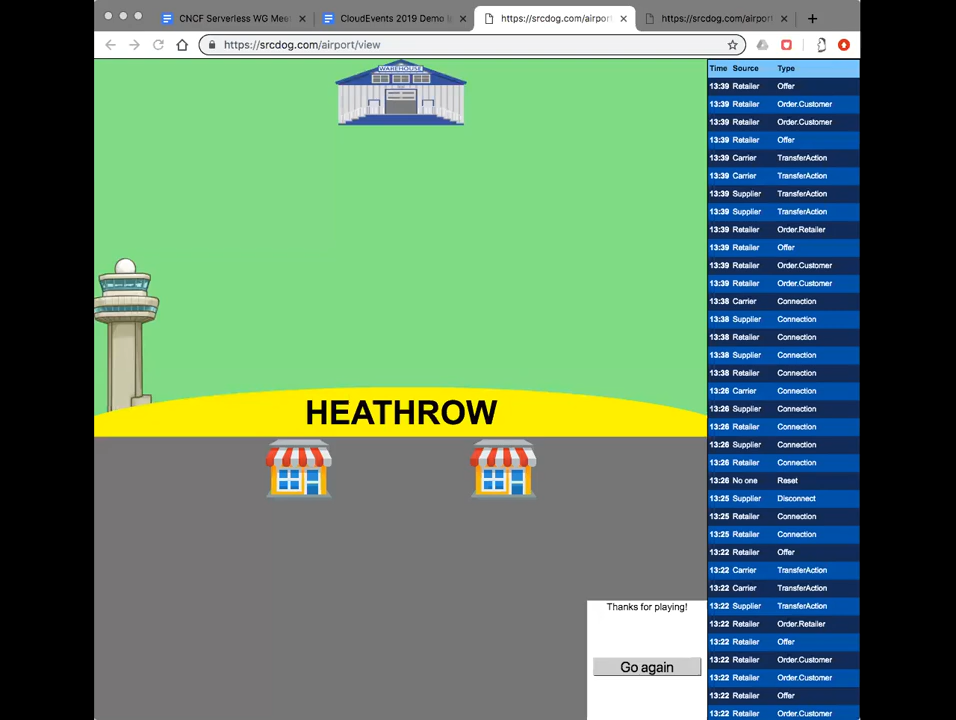 CNCF Serverless WG Mee
CloudEvents 2019 Demo I
https://srcdog.com/airport
https://srcdog.com/airport
https://srcdog.com/airport/view
WAREHOUSE
HEATHROW
Thanks for playing!
Go again
Time Source Type
13:39 Retailer Offer
13:39 Retailer Order.Customer
13:39 Retailer Order.Customer
13:39 Retailer Offer
13:39 Carrier TransferAction
13:39 Carrier TransferAction
13:39 Supplier TransferAction
13:39 Supplier TransferAction
13:39 Retailer Order.Retailer
13:39 Retailer Offer
13:39 Retailer Order.Customer
13:39 Retailer Order.Customer
13:38 Carrier Connection
13:38 Supplier Connection
13:38 Retailer Connection
13:38 Supplier Connection
13:38 Retailer Connection
13:26 Carrier Connection
13:26 Supplier Connection
13:26 Retailer Connection
13:26 Supplier Connection
13:26 Retailer Connection
13:26 No one Reset
13:25 Supplier Disconnect
13:25 Retailer Connection
13:25 Retailer Connection
13:22 Retailer Offer
13:22 Carrier TransferAction
13:22 Carrier TransferAction
13:22 Supplier TransferAction
13:22 Retailer Order.Retailer
13:22 Retailer Offer
13:22 Retailer Order.Customer
13:22 Retailer Order.Customer
13:22 Retailer Offer
13:22 Retailer Order.Customer